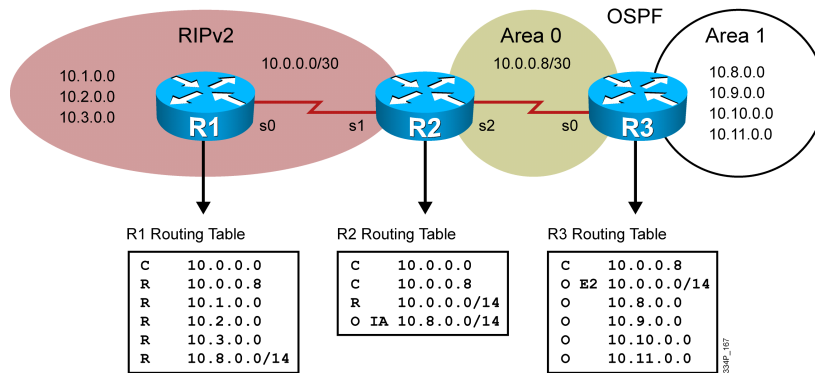 OSPF
RIPv2
Area 0
Area 1
10.0.0.0/30
10.0.0.8/30
10.1.0.0
10.2.0.0
10.3.0.0
10.8.0.0
10.9.0.0
10.10.0.0
10.11.0.0
R1
s0
s1
R2
s2
s0
R3
R1 Routing Table
C 10.0.0.0
R 10.0.0.8
R 10.1.0.0
R 10.2.0.0
R 10.3.0.0
R 10.8.0.0/14
R2 Routing Table
C 10.0.0.0
C 10.0.0.8
R 10.0.0.0/14
O IA 10.8.0.0/14
R3 Routing Table
C 10.0.0.8
O E2 10.0.0.0/14
O 10.8.0.0
O 10.9.0.0
O 10.10.0.0
O 10.11.0.0
334P_167